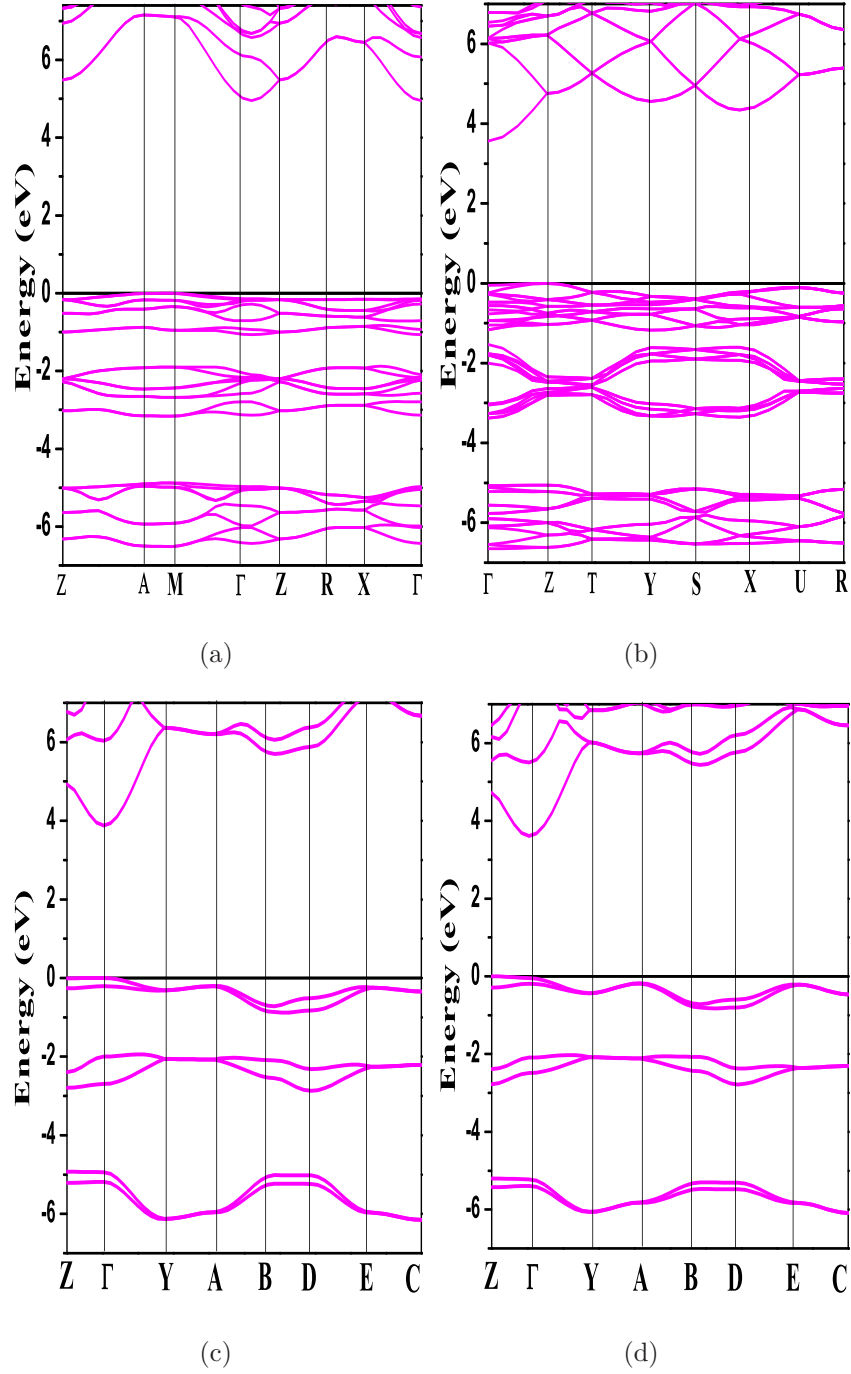 6
4
2
0
-2
-4
-6
Energy (eV)
Z A M Γ Z R X Γ
(a)
6
4
2
0
-2
-4
-6
Energy (eV)
Γ Z T Y S X U R
(b)
6
4
2
0
-2
-4
-6
Energy (eV)
Z Γ Y A B D E C
(c)
6
4
2
0
-2
-4
-6
Energy (eV)
Z Γ Y A B D E C
(d)